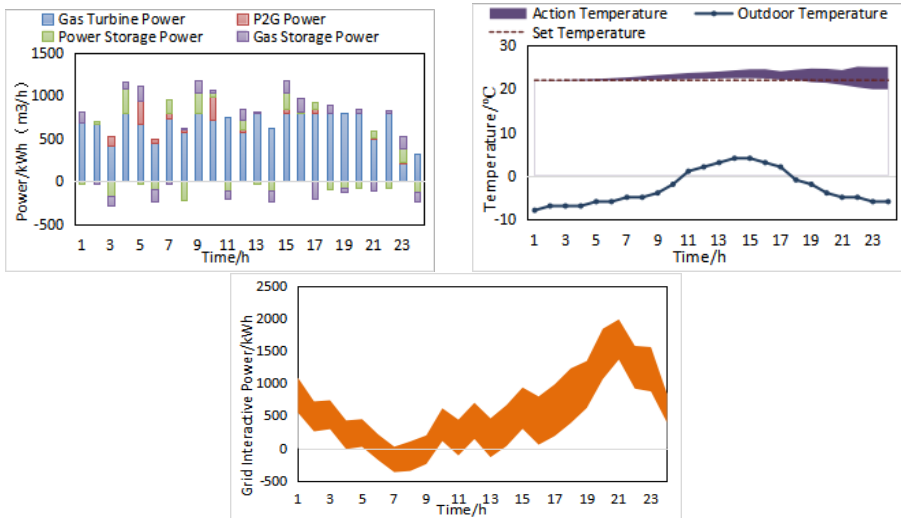 Gas Turbine Power P2G Power
Power Storage Power Gas Storage Power
Power/kWh（m3/h）
1500
1000
500
0
-500
1 3 5 7 9 11 13 15 17 19 21 23
Time/h
Action Temperature Outdoor Temperature
Set Temperature
Temperature/°C
30
20
10
0
-10
1 3 5 7 9 11 13 15 17 19 21 23
Time/h
Grid Interactive Power/kWh
2500
2000
1500
1000
500
0
-500
1 3 5 7 9 11 13 15 17 19 21 23
Time/h